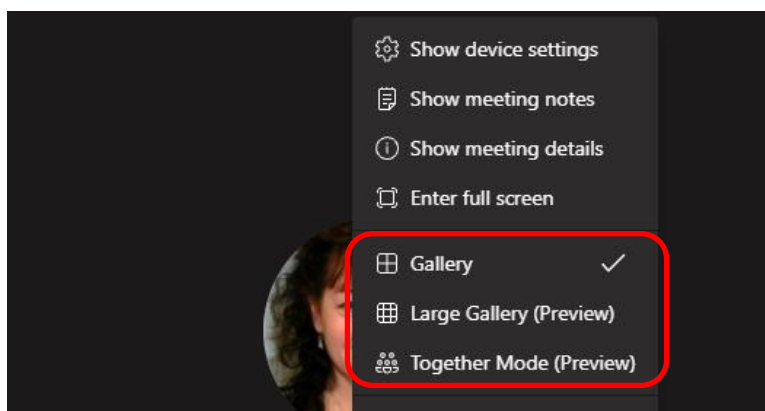 Show device settings
Show meeting notes
Show meeting details
Enter full screen
Gallery
Large Gallery (Preview)
Together Mode (Preview)